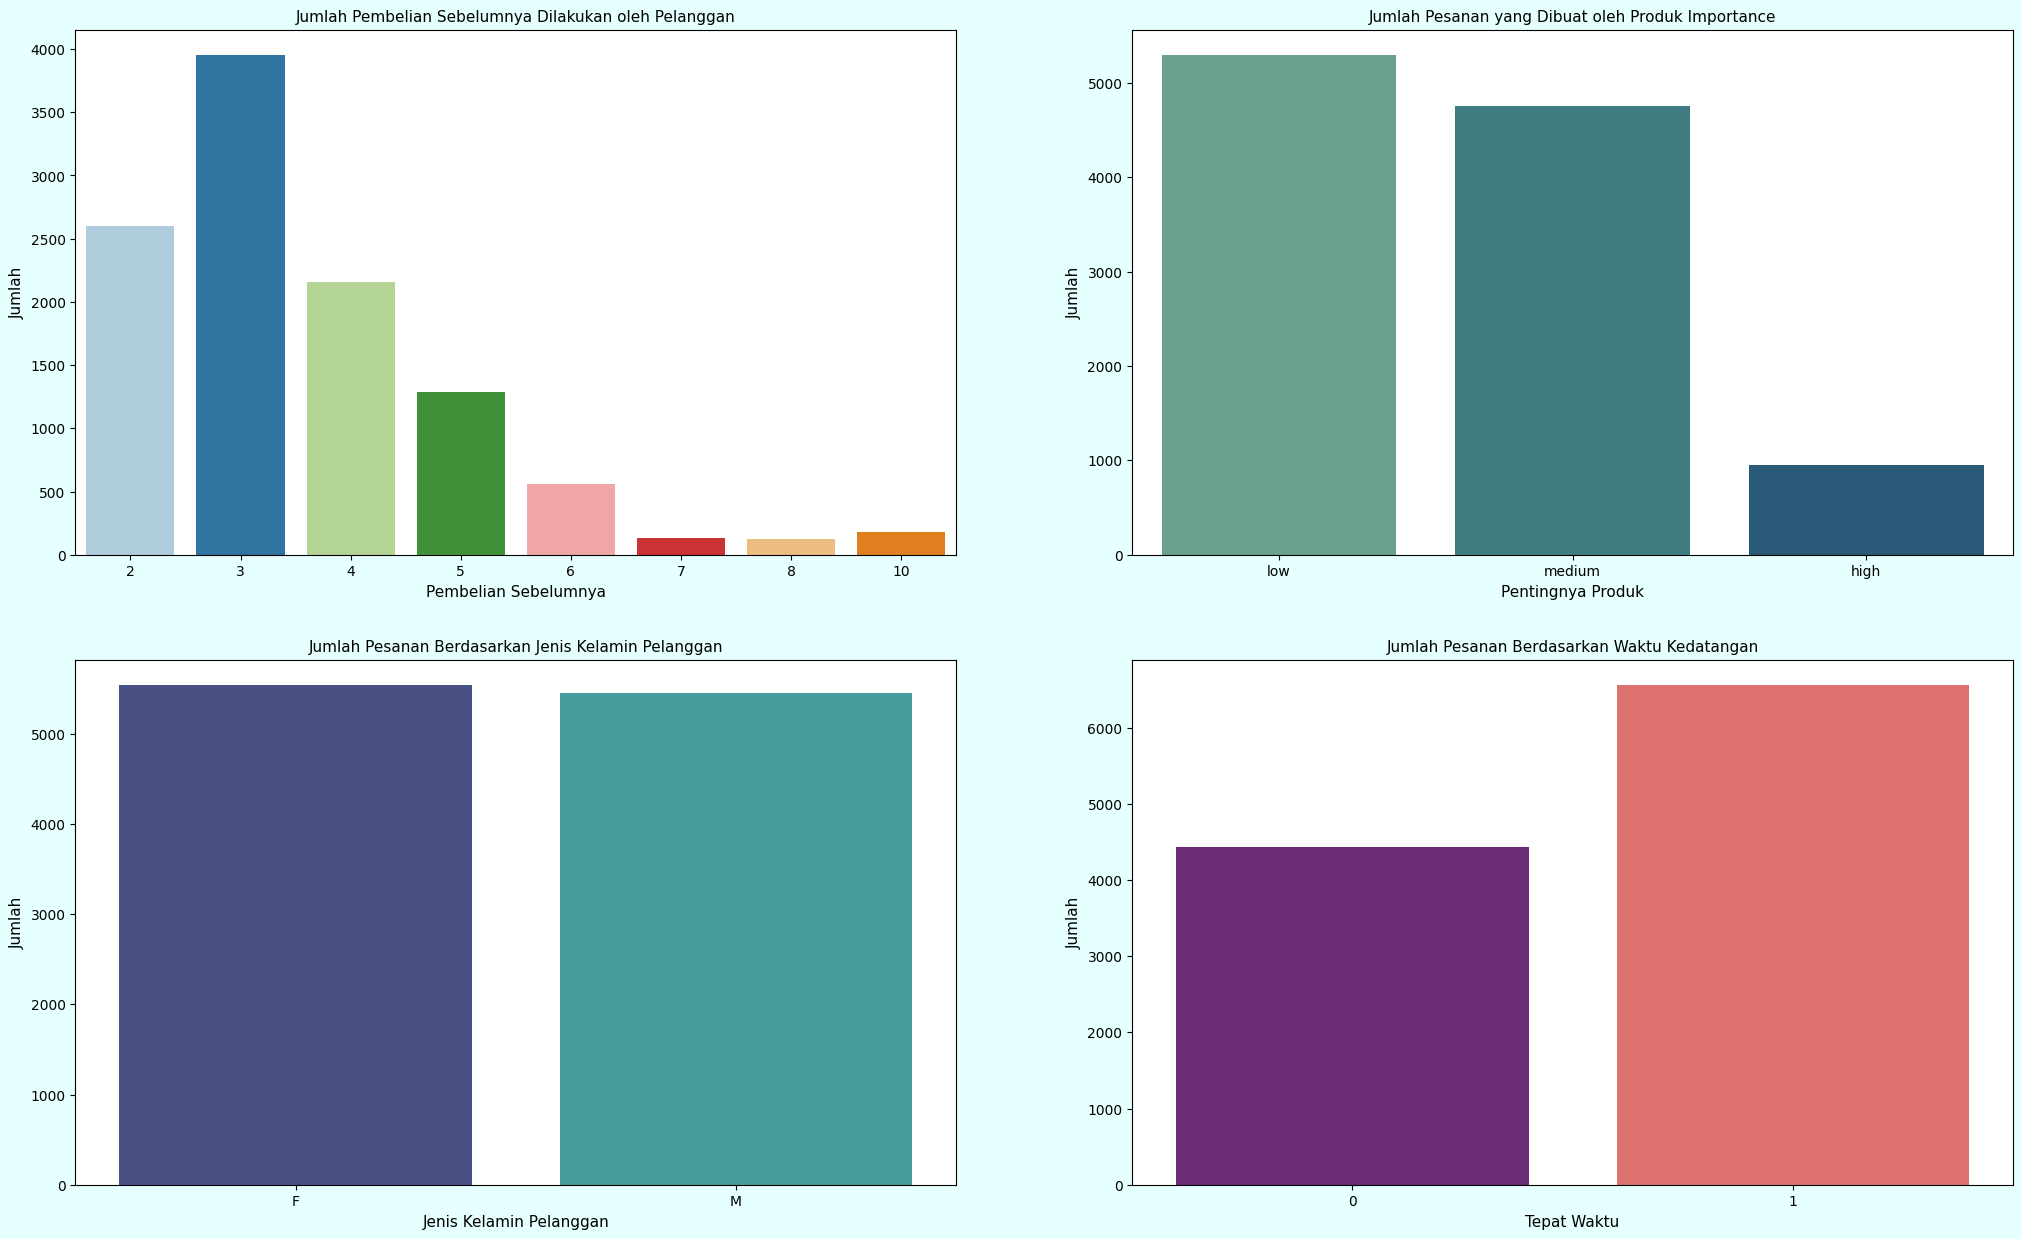 Jumlah Pembelian Sebelumnya Dilakukan oleh Pelanggan
4000
3500
3000
2500
2000
1500
1000
500
0
Jumlah
2 3 4 5 6 7 8 10
Pembelian Sebelumnya
Jumlah Pesanan yang Dibuat oleh Produk Importance
5000
4000
3000
2000
1000
0
Jumlah
low medium high
Pentingnya Produk
Jumlah Pesanan Berdasarkan Jenis Kelamin Pelanggan
5000
4000
3000
2000
1000
0
Jumlah
F M
Jenis Kelamin Pelanggan
Jumlah Pesanan Berdasarkan Waktu Kedatangan
6000
5000
4000
3000
2000
1000
0
Jumlah
0 1
Tepat Waktu